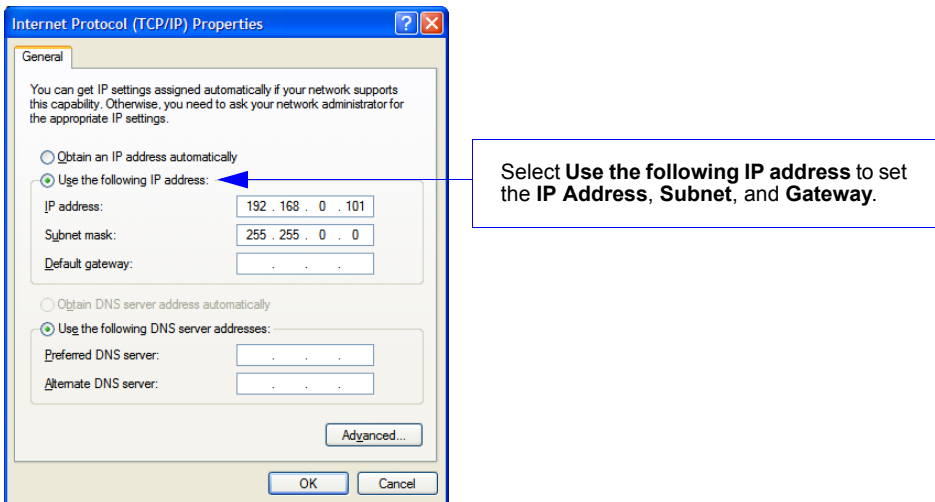 Internet Protocol (TCP/IP) Properties
General
You can get IP settings assigned automatically if your network supports
this capability. Otherwise, you need to ask your network administrator for
the appropriate IP settings.
Obtain an IP address automatically
Use the following IP address:
IP address:
192 . 168 . 0 . 101
Subnet mask:
255 . 255 . 0 . 0
Default gateway:
. . .
Obtain DNS server address automatically
Use the following DNS server addresses:
Preferred DNS server:
. . .
Alternate DNS server:
. . .
Advanced...
OK
Cancel
Select Use the following IP address to set
the IP Address, Subnet, and Gateway.